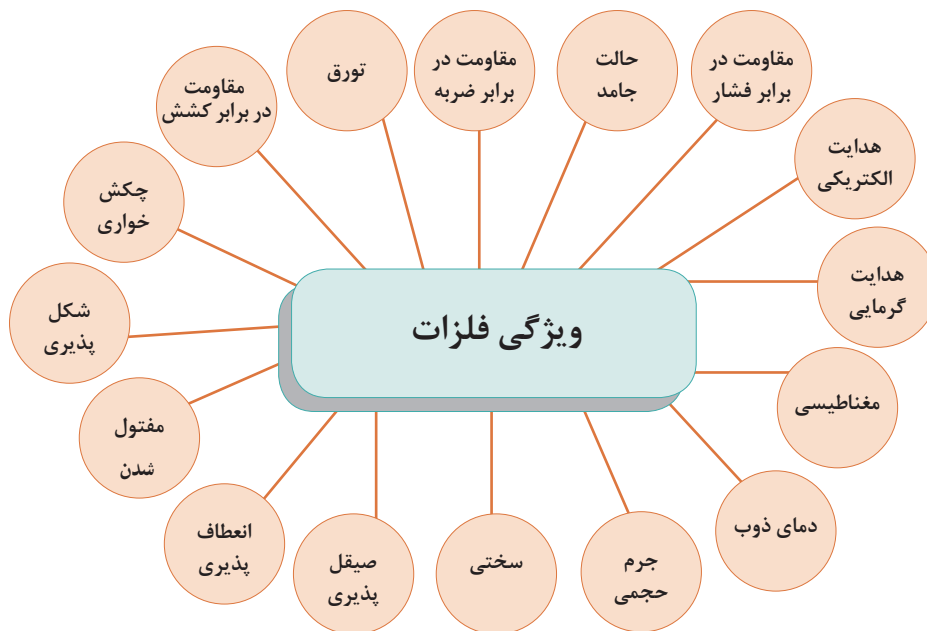 ویژگی فلزات
مقاومت در
برابر فشار
هدایت
الکتریکی
هدایت
گرمایی
مغناطیسی
دمای ذوب
جرم
حجمی
سختی
صیقل
پذیری
انعطاف
پذیری
مفتول
شدن
شکل
پذیری
چکش
خواری
مقاومت
در برابر کشش
تورق
مقاومت در
برابر ضربه
حالت
جامد